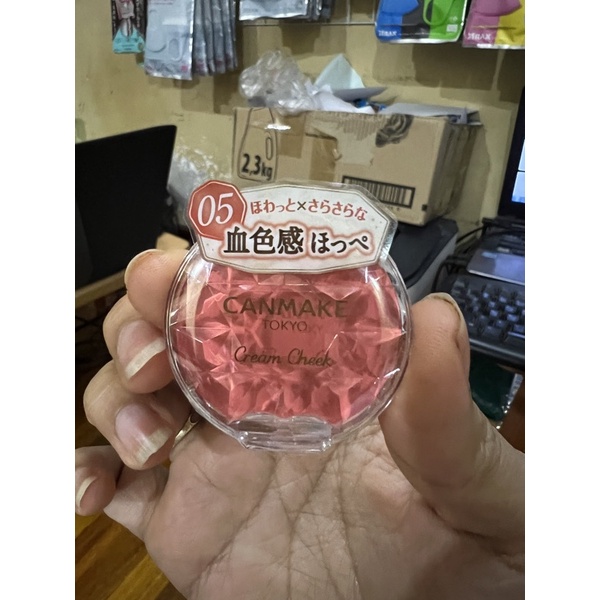 05
ほわっと×さらさらな
血色感 ほっぺ
CANMAKE
TOKYO
Cream Cheek
2,3kg